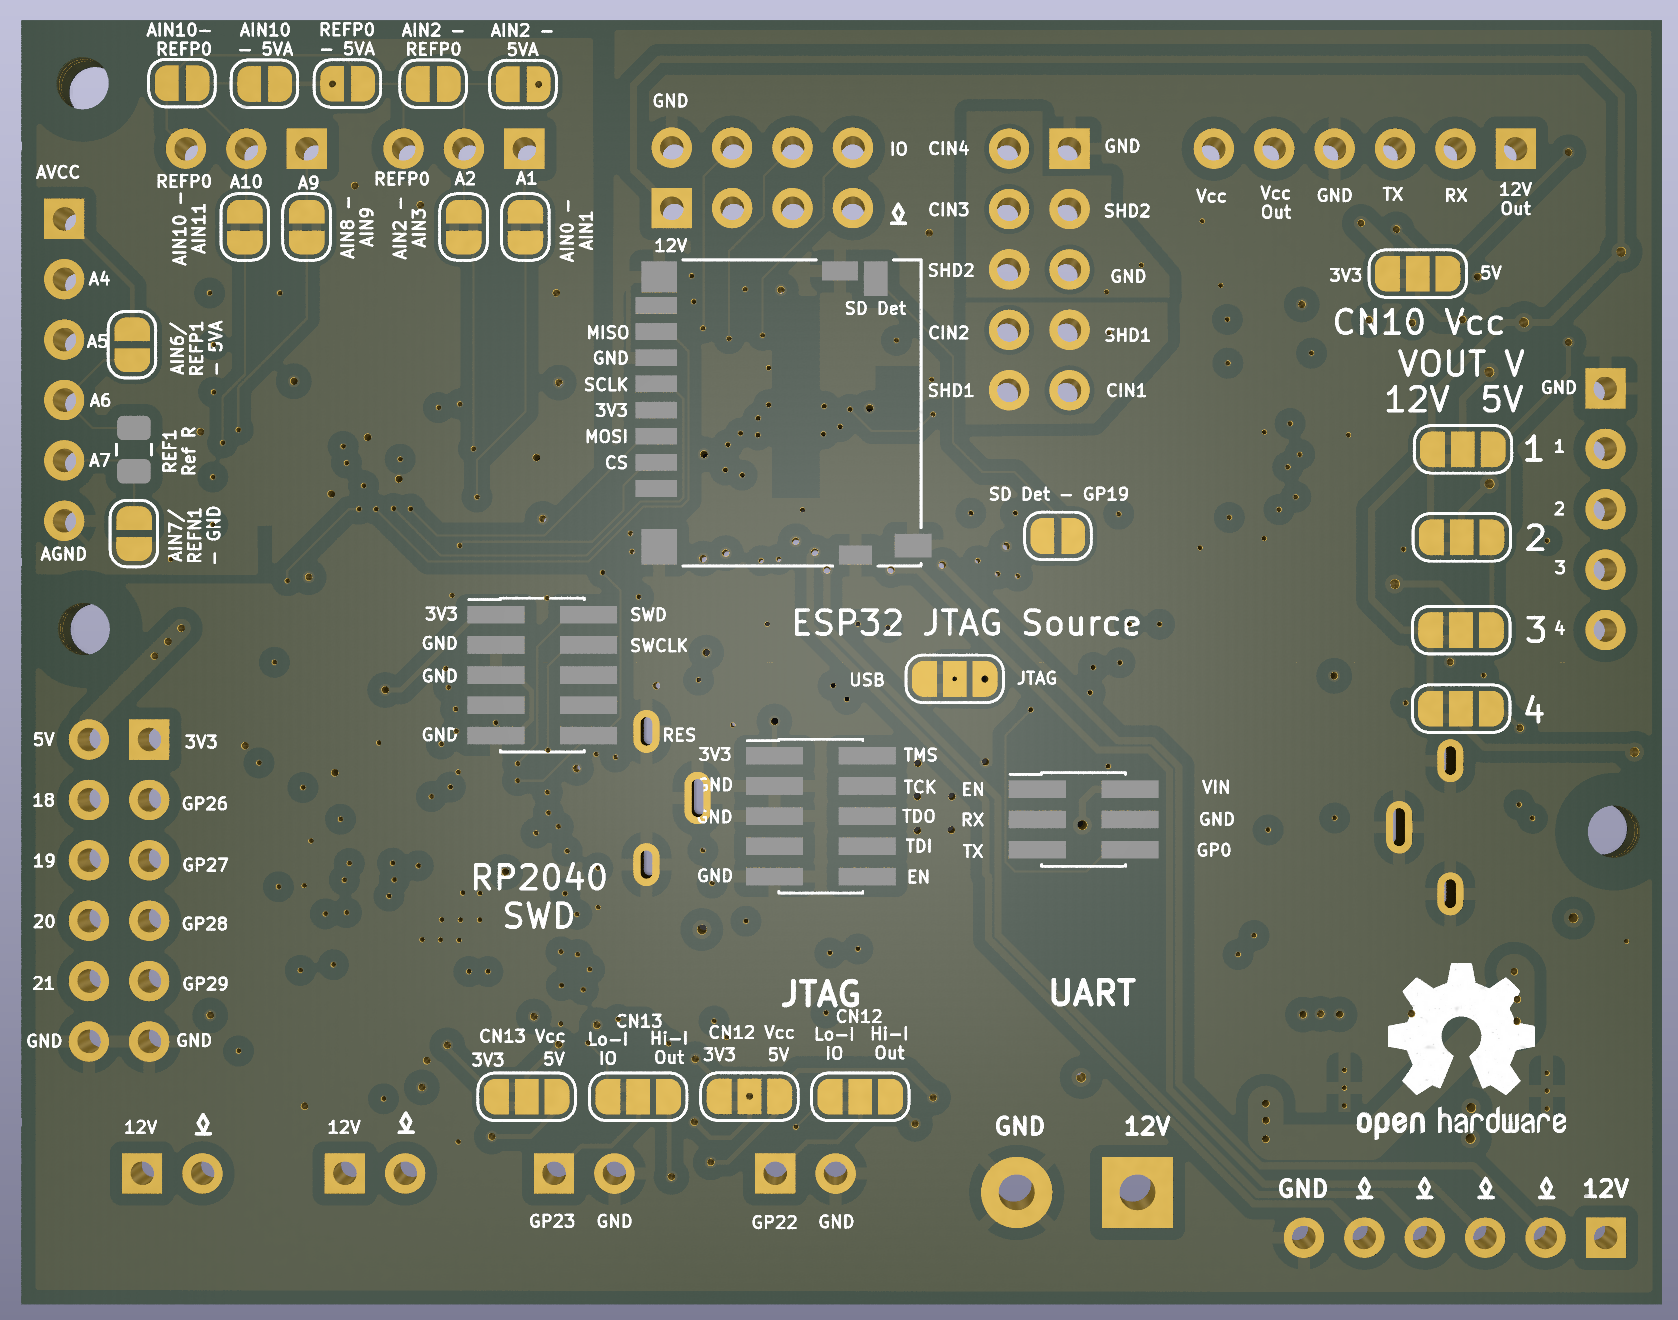 AIN10-
REFP0
AIN10
- 5VA
REFP0
- 5VA
AIN2 -
REFP0
AIN2 -
5VA
REFP0
A10
A9
REFP0
A2
A1
AIN10 -
AIN11
AIN8 -
AIN9
AIN2 -
AIN3
AIN0 -
AIN1
AVCC
A4
A5
A6
A7
AGND
AIN6/
REFP1
- 5VA
REF1
Ref R
AIN7/
REFN1
- GND
GND
IO
12V
SD Det
MISO
GND
SCLK
3V3
MOSI
CS
CIN4
GND
CIN3
SHD2
SHD2
GND
CIN2
SHD1
SHD1
CIN1
Vcc
Vcc
Out
GND
TX
RX
12V
Out
3V3
5V
CN10 Vcc
VOUT V
12V 5V
GND
1
1
2
2
3
3
4
4
SD Det - GP19
ESP32 JTAG Source
USB
JTAG
3V3
SWD
GND
SWCLK
GND
GND
RES
RP2040
SWD
3V3
TMS
GND
TCK
GND
TDO
TDI
GND
EN
JTAG
EN
VIN
RX
GND
TX
GP0
UART
5V
3V3
18
GP26
19
GP27
20
GP28
21
GP29
GND
GND
CN13 Vcc
3V3
5V
CN13
Lo-I
IO
Hi-I
Out
CN12 Vcc
3V3
5V
CN12
Lo-I
IO
Hi-I
Out
12V
12V
GP23
GND
GP22
GND
GND
12V
open hardware
GND
12V